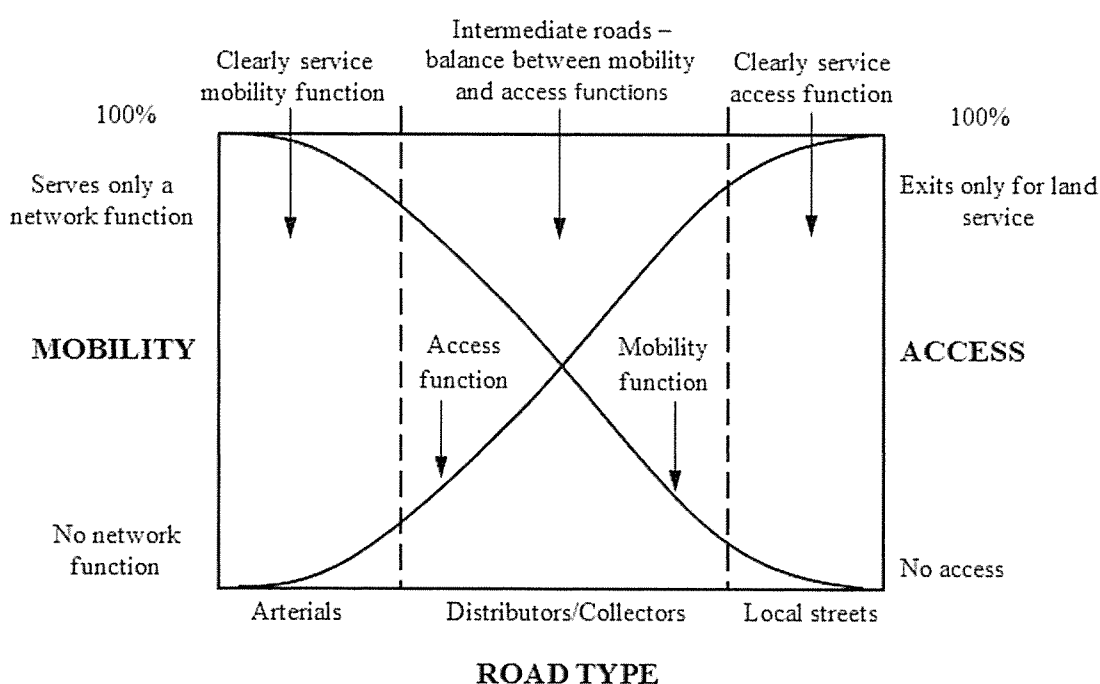 Intermediate roads –
balance between mobility
and access functions
Clearly service
mobility function
Clearly service
access function
100%
100%
Serves only a
network function
Exits only for land
service
MOBILITY
Access
function
Mobility
function
ACCESS
No network
function
No access
Arterials
Distributors/Collectors
Local streets
ROAD TYPE